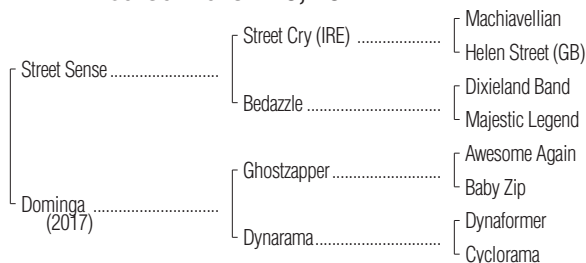 Machiavellian
Street Cry (IRE)
Helen Street (GB)
Street Sense
Dixieland Band
Bedazzle
Majestic Legend
Awesome Again
Ghostzapper
Baby Zip
Dominga
(2017)
Dynaformer
Dynarama
Cyclorama